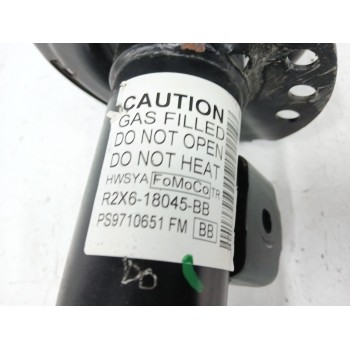 CAUTION
GAS FILLED
DO NOT OPEN
DO NOT HEAT
HWSYA FoMoCo TR
R2X6-18045-BB
PS9710651 FM BB